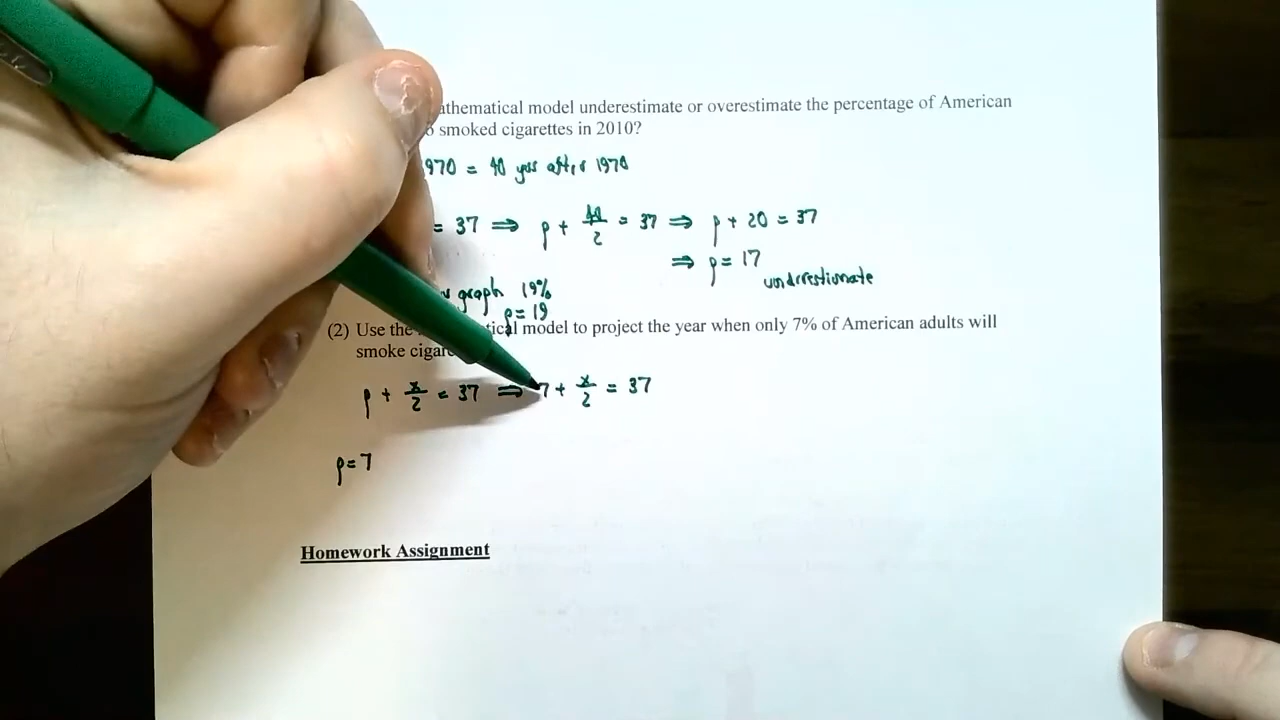 athematical model underestimate or overestimate the percentage of American
smoked cigarettes in 2010?
970 = 40 yrs after 1970
= 37 ⇒ p + 40/2 = 37 ⇒ p + 20 = 37
⇒ p = 17
underestimate
graph 19%
p = 19
(2) Use the tical model to project the year when only 7% of American adults will
smoke cigare
p + x/2 = 37 ⇒ 7 + x/2 = 37
p = 7
Homework Assignment